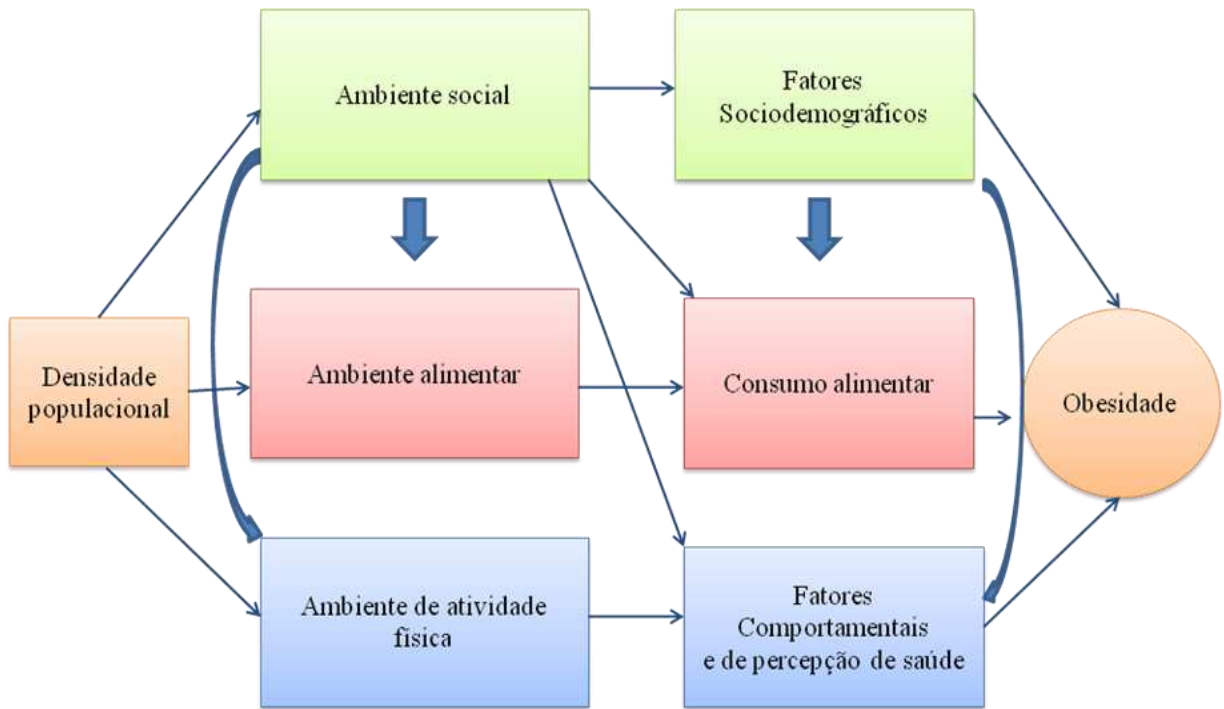 Ambiente social
Fatores
Sociodemográficos
Densidade
populacional
Ambiente alimentar
Consumo alimentar
Obesidade
Ambiente de atividade
física
Fatores
Comportamentais
e de percepção de saúde